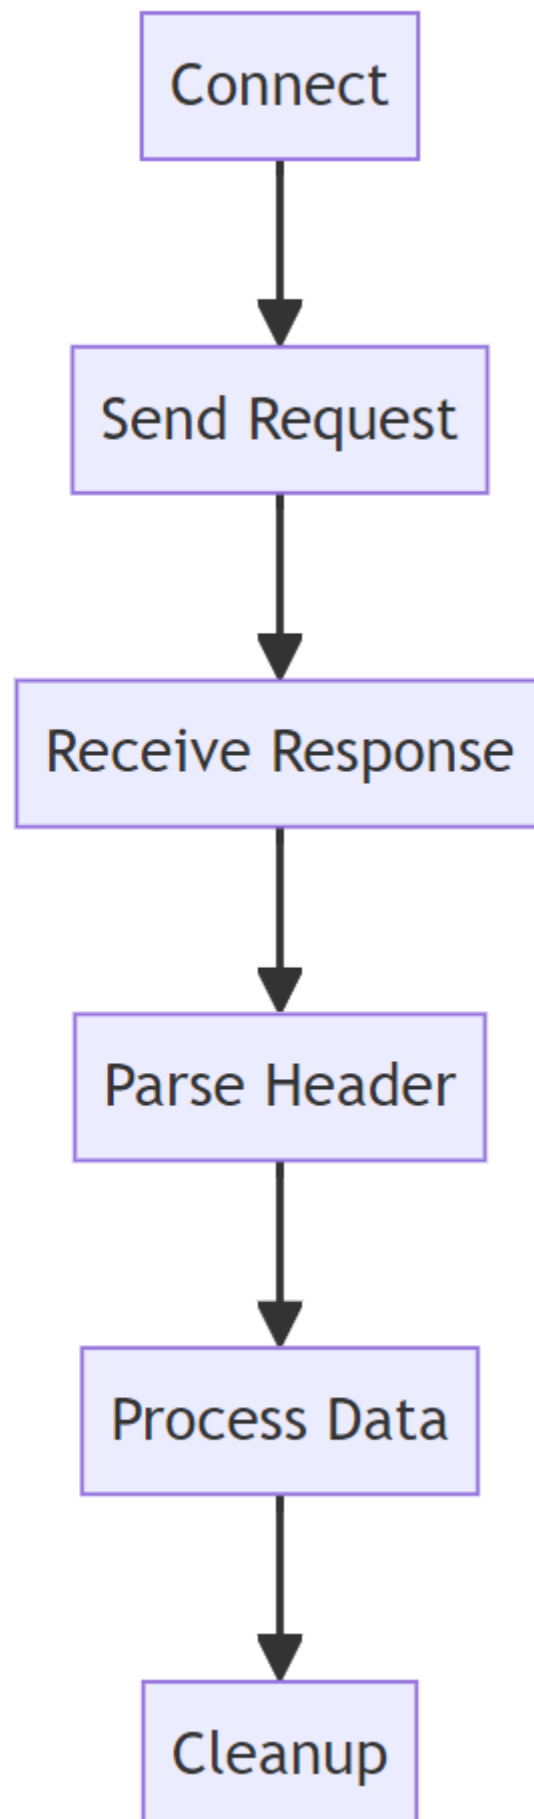 Connect
Send Request
Receive Response
Parse Header
Process Data
Cleanup